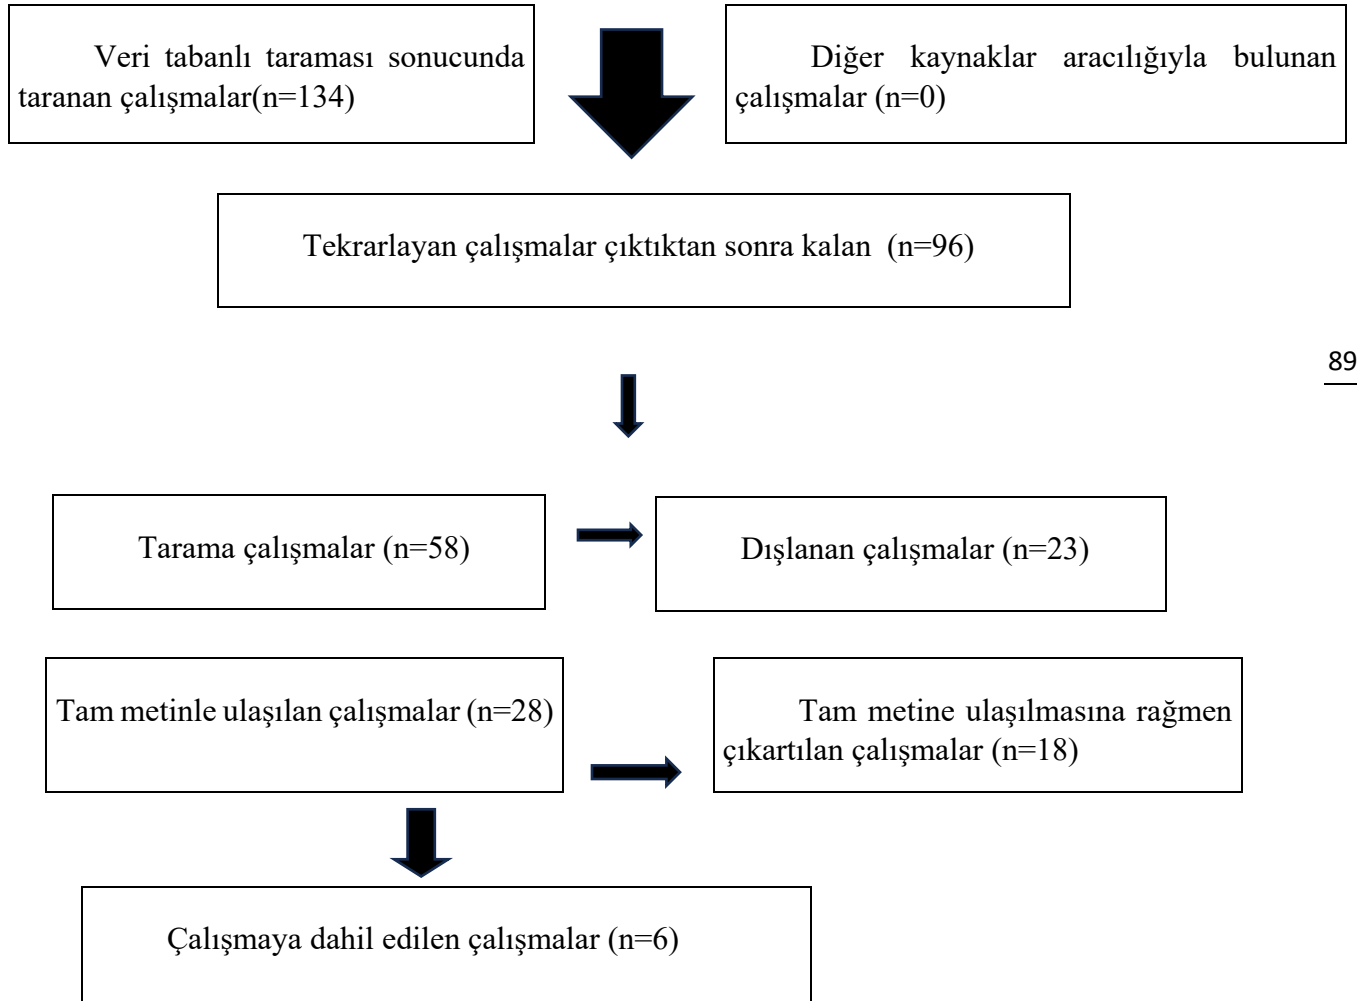 Veri tabanlı taraması sonucunda
taranan çalışmalar(n=134)
Diğer kaynaklar aracılığıyla bulunan
çalışmalar (n=0)
Tekrarlayan çalışmalar çıktıktan sonra kalan (n=96)
89
Tarama çalışmalar (n=58)
Dışlanan çalışmalar (n=23)
Tam metinle ulaşılan çalışmalar (n=28)
Tam metine ulaşılmasına rağmen
çıkartılan çalışmalar (n=18)
Çalışmaya dahil edilen çalışmalar (n=6)